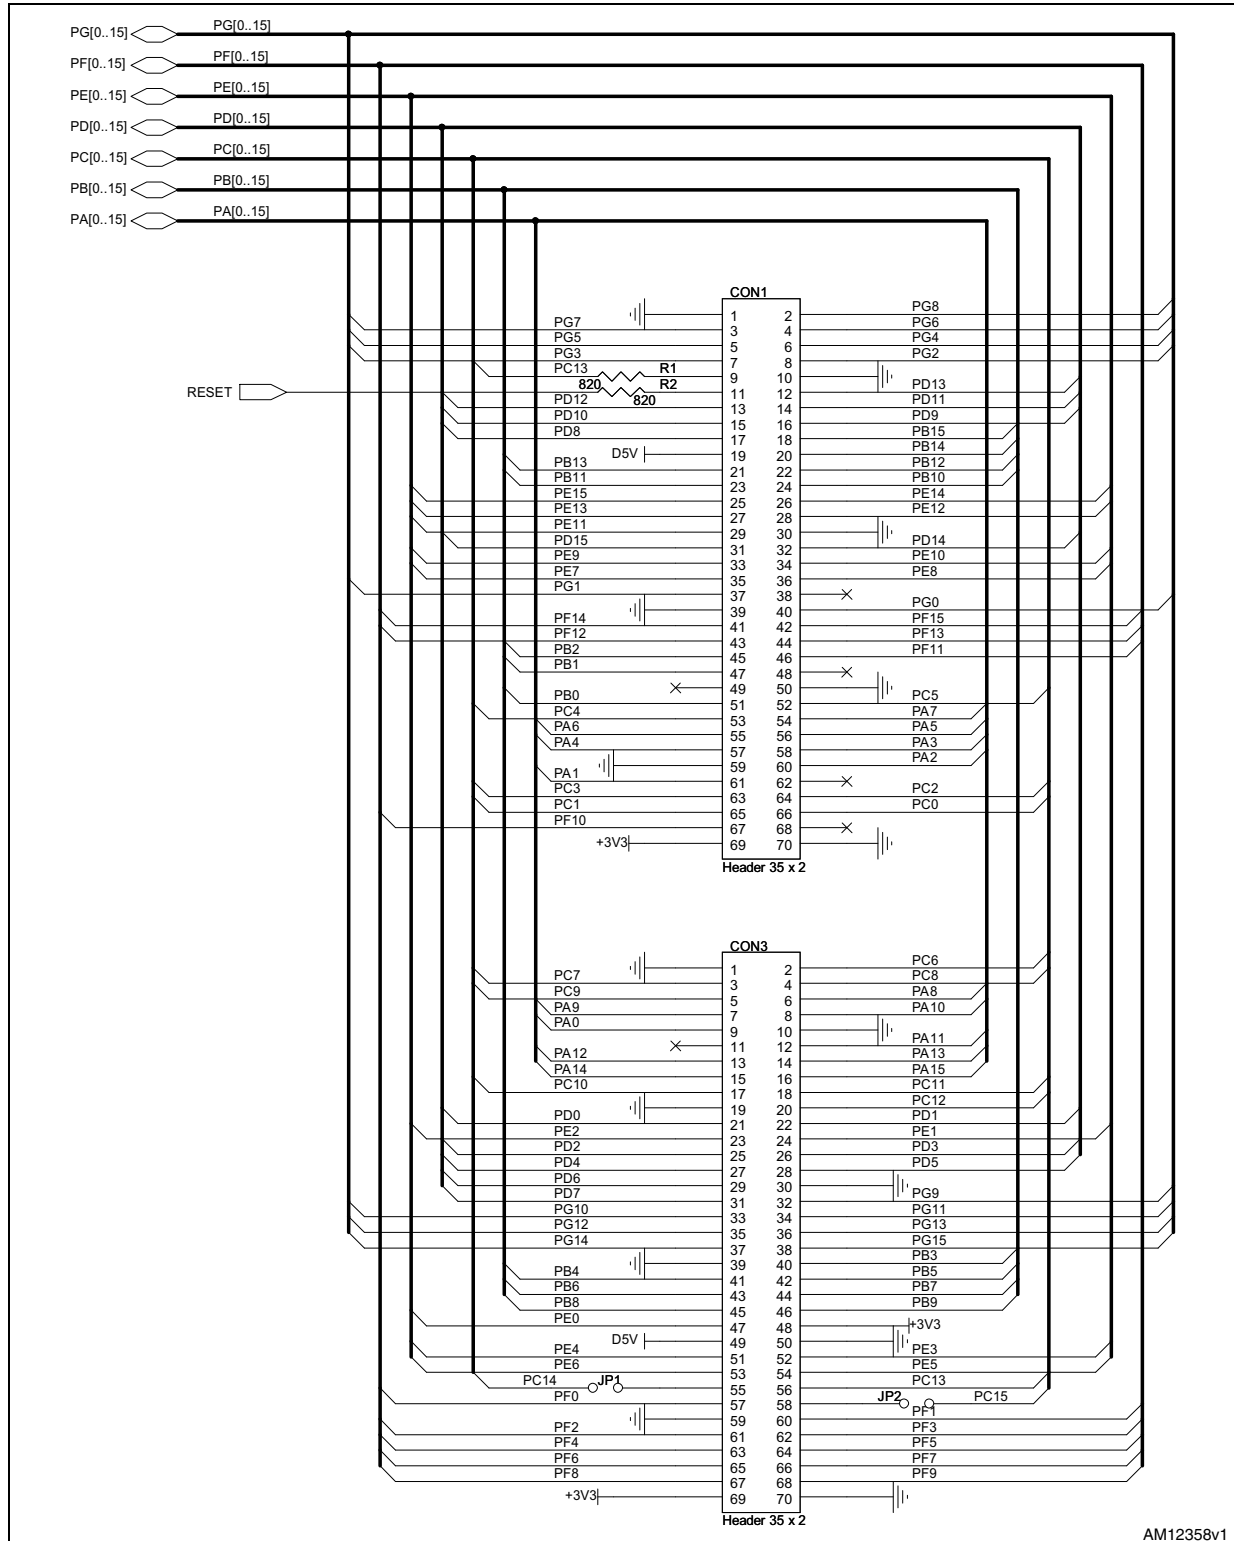 PG[0..15] PG[0..15]
PF[0..15] PF[0..15]
PE[0..15] PE[0..15]
PD[0..15] PD[0..15]
PC[0..15] PC[0..15]
PB[0..15] PB[0..15]
PA[0..15] PA[0..15]
CON1
1 2 PG8
PG7 3 4 PG6
PG5 5 6 PG4
PG3 7 8 PG2
PC13 820 R1 9 10
RESET 820 R2 11 12 PD13
PD12 13 14 PD11
PD10 15 16 PD9
PD8 17 18 PB15
D5V 19 20 PB14
PB13 21 22 PB12
PB11 23 24 PB10
PE15 25 26 PE14
PE13 27 28 PE12
PE11 29 30
PD15 31 32 PD14
PE9 33 34 PE10
PE7 35 36 PE8
PG1 37 38
39 40 PG0
PF14 41 42 PF15
PF12 43 44 PF13
PB2 45 46 PF11
PB1 47 48
49 50
PB0 51 52 PC5
PC4 53 54 PA7
PA6 55 56 PA5
PA4 57 58 PA3
59 60 PA2
PA1 61 62
PC3 63 64 PC2
PC1 65 66 PC0
PF10 67 68
+3V3 69 70
Header 35 x 2
CON3
1 2 PC6
PC7 3 4 PC8
PC9 5 6 PA8
PA9 7 8 PA10
PA0 9 10
11 12 PA11
PA12 13 14 PA13
PA14 15 16 PA15
PC10 17 18 PC11
19 20 PC12
PD0 21 22 PD1
PE2 23 24 PE1
PD2 25 26 PD3
PD4 27 28 PD5
PD6 29 30
PD7 31 32 PG9
PG10 33 34 PG11
PG12 35 36 PG13
PG14 37 38 PG15
39 40 PB3
PB4 41 42 PB5
PB6 43 44 PB7
PB8 45 46 PB9
PE0 47 48 +3V3
D5V 49 50
PE4 51 52 PE3
PE6 53 54 PE5
PC14 JP1 55 56 PC13
PF0 57 58 JP2 PC15
59 60 PF1
PF2 61 62 PF3
PF4 63 64 PF5
PF6 65 66 PF7
PF8 67 68 PF9
+3V3 69 70
Header 35 x 2
AM12358v1